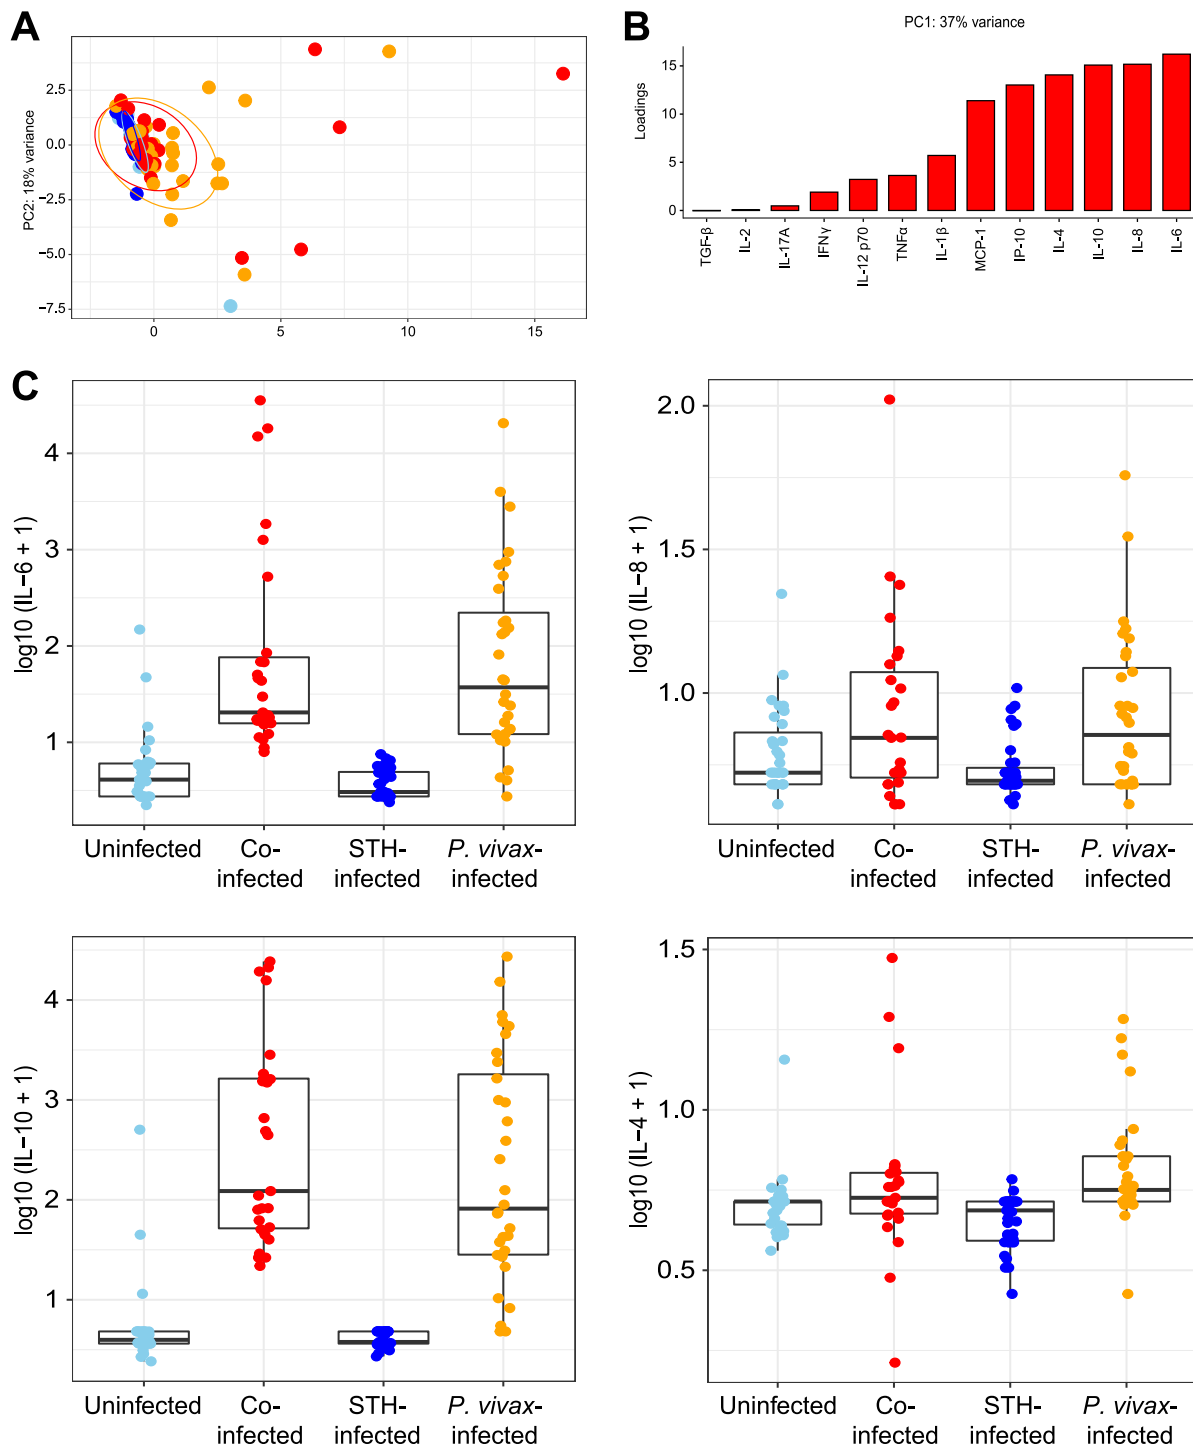 A
PC2: 18% variance
2.5
0.0
−2.5
−5.0
−7.5
0
5
10
15
B
PC1: 37% variance
Loadings
15
10
5
0
TGF-β
IL-2
IL-17A
IFNγ
IL-12 p70
TNFα
IL-1β
MCP-1
IP-10
IL-4
IL-10
IL-8
IL-6
C
log10 (IL−6 + 1)
4
3
2
1
Uninfected
Co-
infected
STH-
infected
P. vivax-
infected
log10 (IL−8 + 1)
2.0
1.5
1.0
Uninfected
Co-
infected
STH-
infected
P. vivax-
infected
log10 (IL−10 + 1)
4
3
2
1
Uninfected
Co-
infected
STH-
infected
P. vivax-
infected
log10 (IL−4 + 1)
1.5
1.0
0.5
Uninfected
Co-
infected
STH-
infected
P. vivax-
infected